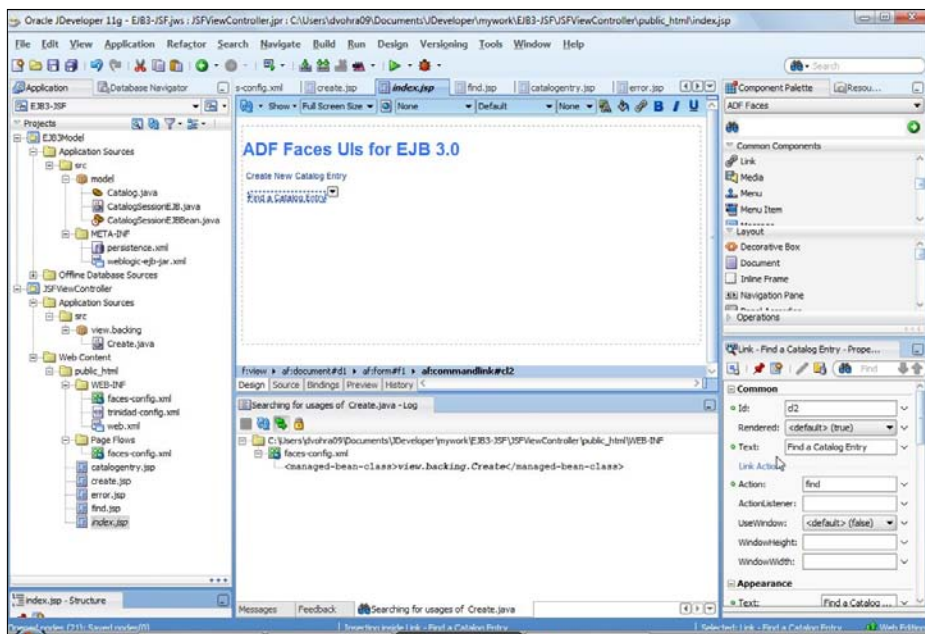 Oracle JDeveloper 11g - EJB3-JSF.jws : JSFViewController.jpr : C:\Users\dvohra09\Documents\JDeveloper\mywork\EJB3-JSF\JSFViewController\public_html\index.jsp
File Edit View Application Refactor Search Navigate Build Run Design Versioning Tools Window Help
Search
Application Database Navigator
s-config.xml create.jsp index.jsp find.jsp catalogentry.jsp error.jsp
Component Palette Resou...
EJB3-JSF
Show Full Screen Size None Default None B I U
ADF Faces
Projects
EJB3Model
Application Sources
src
model
Catalog.java
CatalogSessionEJB.java
CatalogSessionEJBBean.java
META-INF
persistence.xml
weblogic-ejb-jar.xml
Offline Database Sources
JSFViewController
Application Sources
src
view.backing
Create.java
Web Content
public_html
WEB-INF
faces-config.xml
trinidad-config.xml
web.xml
Page Flows
faces-config.xml
catalogentry.jsp
create.jsp
error.jsp
find.jsp
index.jsp
index.jsp - Structure
ADF Faces UIs for EJB 3.0
Create New Catalog Entry
Find a Catalog Entry
f:view af:document#d1 af:form#f1 af:commandlink#cl2
Design Source Bindings Preview History
Searching for usages of Create.java - Log
C:\Users\dvohra09\Documents\JDeveloper\mywork\EJB3-JSF\JSFViewController\public_html\WEB-INF
faces-config.xml
<managed-bean-class>view.backing.Create</managed-bean-class>
Messages Feedback Searching for usages of Create.java
Common Components
Link
Media
Menu
Menu Item
Layout
Decorative Box
Document
Inline Frame
Navigation Pane
Operations
Link - Find a Catalog Entry - Prope...
Find
Common
Id: cl2
Rendered: <default> (true)
Text: Find a Catalog Entry
Link Action
Action: find
ActionListener:
UseWindow: <default> (false)
WindowHeight:
WindowWidth:
Appearance
Text: Find a Catalog ...
Opened nodes (21); Saved nodes(0)
Insertion inside Link - Find a Catalog Entry
Selected: Link - Find a Catalog Entry
Web Editor